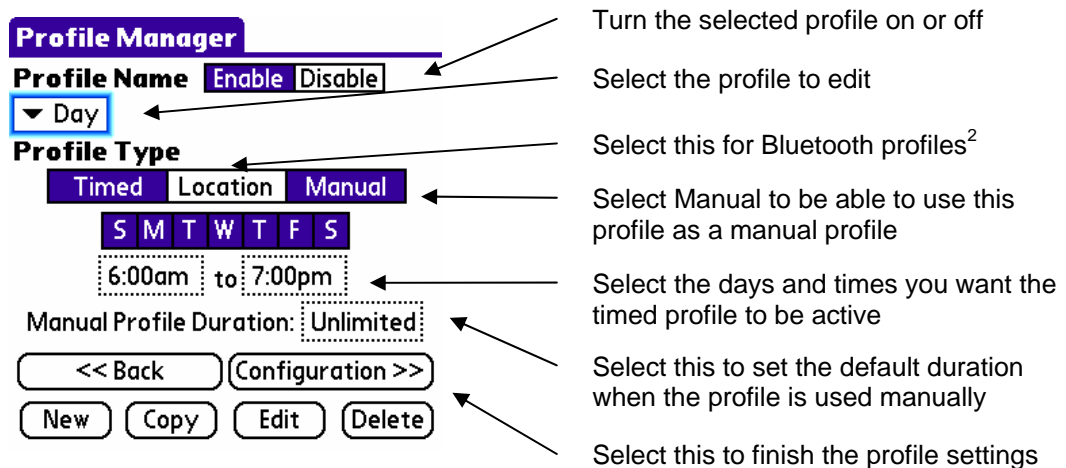 Profile Manager
Profile Name Enable Disable
Day
Profile Type
Timed Location Manual
S M T W T F S
6:00am to 7:00pm
Manual Profile Duration: Unlimited
<< Back Configuration >>
New Copy Edit Delete
Turn the selected profile on or off
Select the profile to edit
Select this for Bluetooth profiles²
Select Manual to be able to use this
profile as a manual profile
Select the days and times you want the
timed profile to be active
Select this to set the default duration
when the profile is used manually
Select this to finish the profile settings